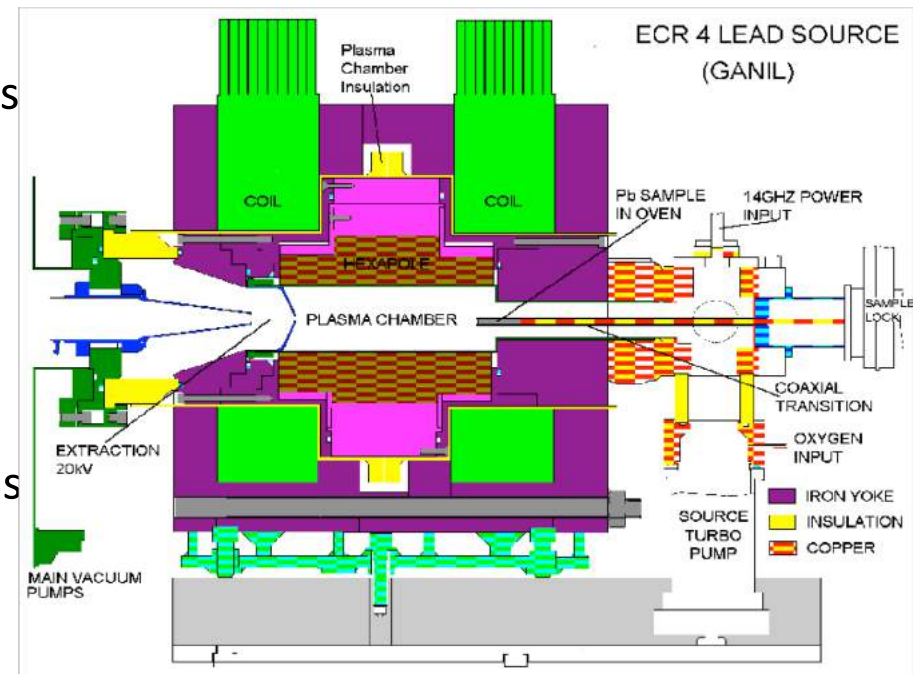 ECR 4 LEAD SOURCE
(GANIL)
Plasma
Chamber
Insulation
S
COIL
COIL
Pb SAMPLE
IN OVEN
14GHZ POWER
INPUT
HEXAPOLE
PLASMA CHAMBER
SAMPLE
LOCK
COAXIAL
TRANSITION
EXTRACTION
20kV
OXYGEN
INPUT
S
IRON YOKE
INSULATION
COPPER
SOURCE
TURBO
PUMP
MAIN VACUUM
PUMPS